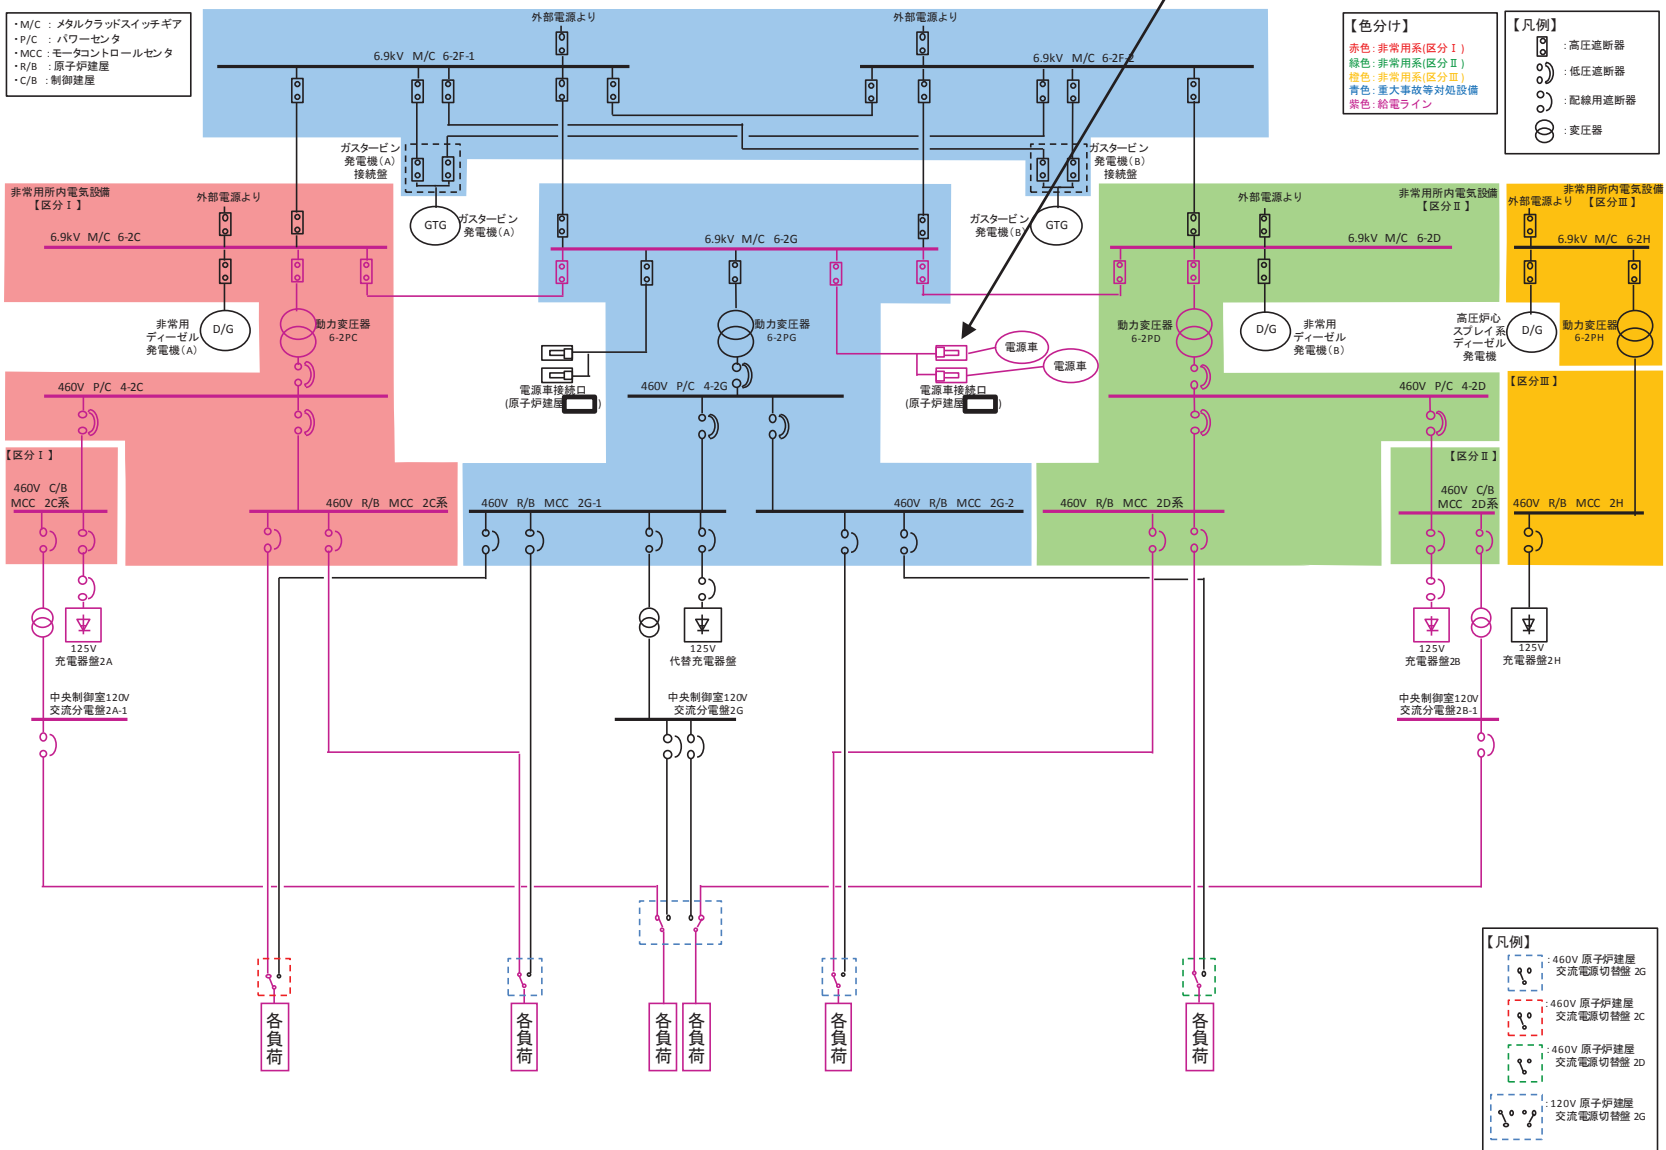 ・M/C : メタルクラッドスイッチギア
・P/C : パワーセンタ
・MCC : モータコントロールセンタ
・R/B : 原子炉建屋
・C/B : 制御建屋
外部電源より
外部電源より
6.9kV M/C 6-2F-1
6.9kV M/C 6-2F-2
【色分け】
赤色：非常用系(区分Ⅰ)
緑色：非常用系(区分Ⅱ)
橙色：非常用系(区分Ⅲ)
青色：重大事故等対処設備
紫色：給電ライン
【凡例】
：高圧遮断器
：低圧遮断器
：配線用遮断器
：変圧器
ガスタービン
発電機(A)
接続盤
ガスタービン
発電機(B)
接続盤
GTG
ガスタービン
発電機(A)
ガスタービン
発電機(B)
GTG
非常用所内電気設備
【区分Ⅰ】
外部電源より
6.9kV M/C 6-2C
6.9kV M/C 6-2G
外部電源より
非常用所内電気設備
【区分Ⅱ】
6.9kV M/C 6-2D
非常用所内電気設備
外部電源より 【区分Ⅲ】
6.9kV M/C 6-2H
非常用
ディーゼル
発電機(A)
D/G
動力変圧器
6-2PC
動力変圧器
6-2PG
電源車
電源車
動力変圧器
6-2PD
D/G
非常用
ディーゼル
発電機(B)
高圧炉心
スプレイ系
ディーゼル
発電機
D/G
動力変圧器
6-2PH
460V P/C 4-2C
電源車接続口
(原子炉建屋 )
460V P/C 4-2G
電源車接続口
(原子炉建屋 )
460V P/C 4-2D
【区分Ⅲ】
【区分Ⅰ】
460V C/B
MCC 2C系
460V R/B MCC 2C系
460V R/B MCC 2G-1
460V R/B MCC 2G-2
460V R/B MCC 2D系
【区分Ⅱ】
460V C/B
MCC 2D系
460V R/B MCC 2H
125V
充電器盤2A
125V
代替充電器盤
125V
充電器盤2B
125V
充電器盤2H
中央制御室120V
交流分電盤2A-1
中央制御室120V
交流分電盤2G
中央制御室120V
交流分電盤2B-1
各負荷
各負荷
各負荷
各負荷
各負荷
各負荷
【凡例】
：460V 原子炉建屋
交流電源切替盤 2G
：460V 原子炉建屋
交流電源切替盤 2C
：460V 原子炉建屋
交流電源切替盤 2D
：120V 原子炉建屋
交流電源切替盤 2G